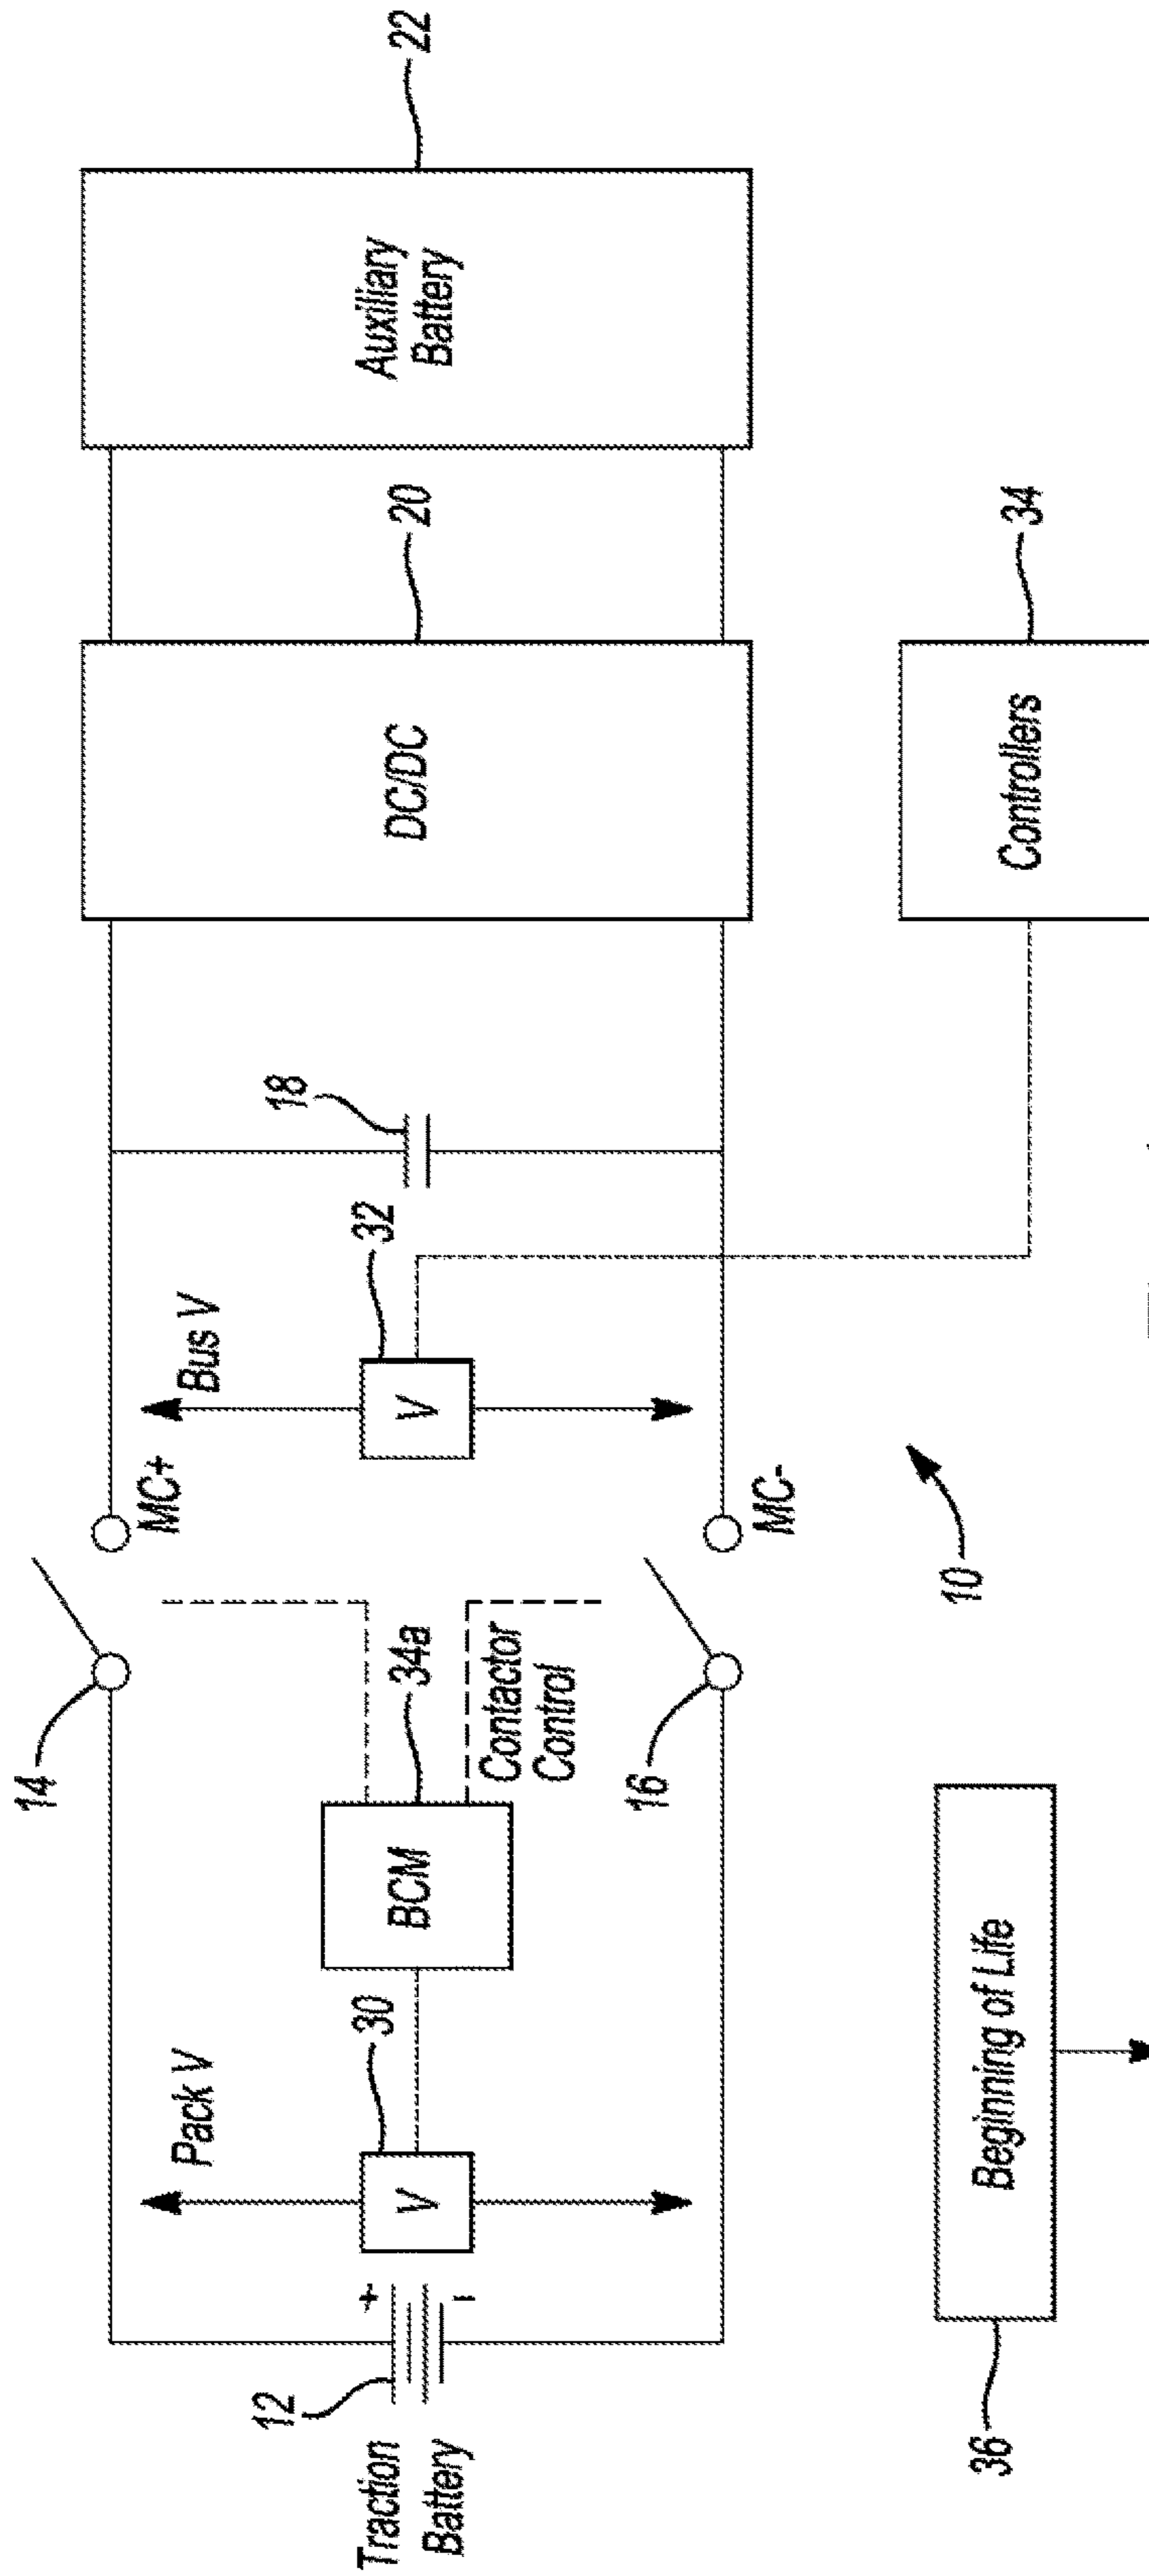 14
MC+
Pack V
Bus V
18
22
12
+
30
34a
32
20
Traction
Battery
V
BCM
V
DC/DC
Auxiliary
Battery
-
Contactor
Control
16
MC-
10
36
Beginning of Life
Controllers
34